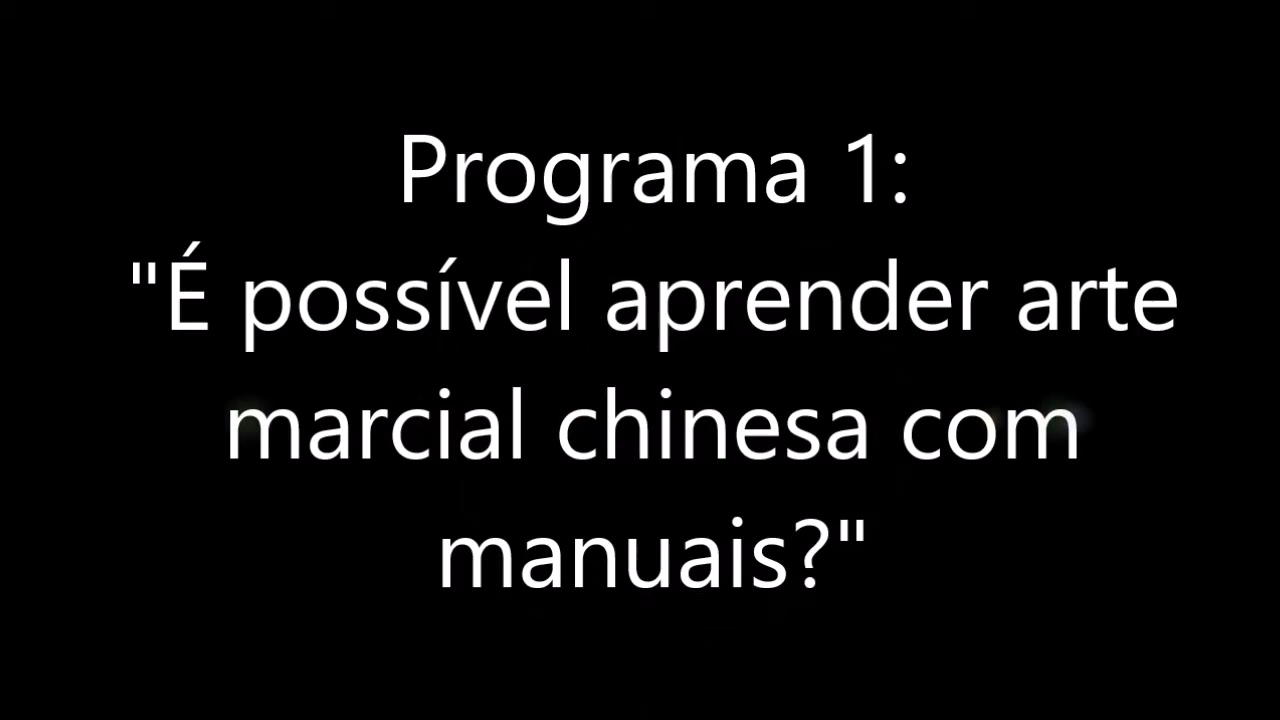 Programa 1:
"É possível aprender arte
marcial chinesa com
manuais?"